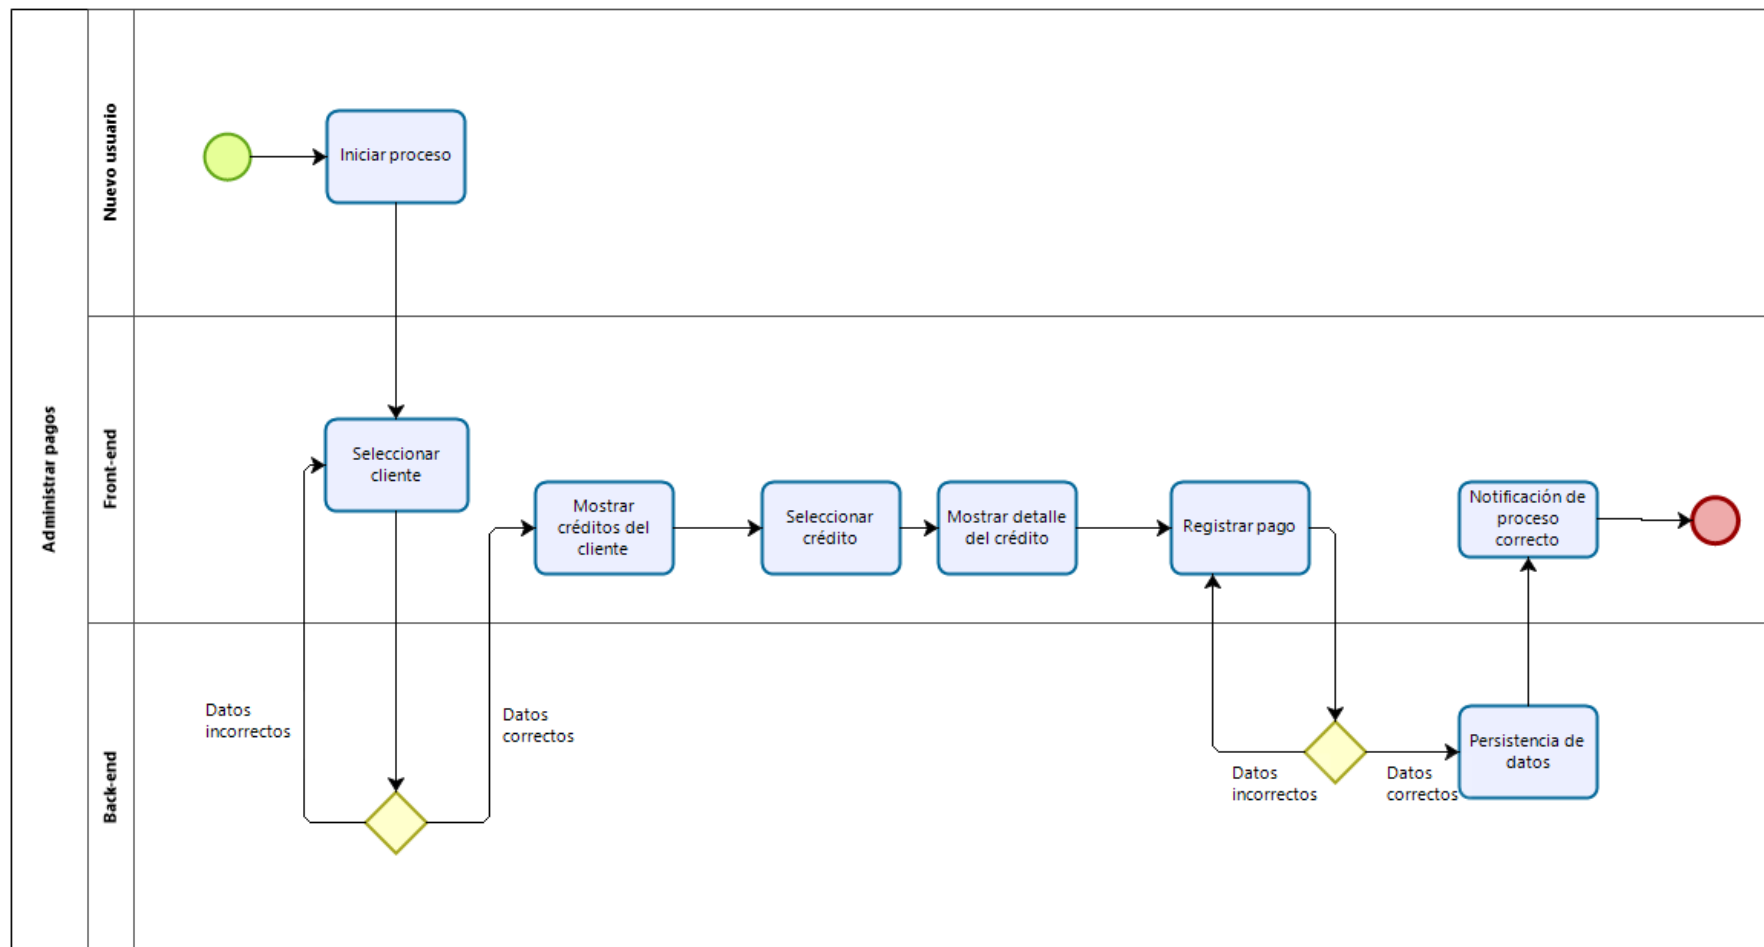 Administrar pagos
Nuevo usuario
Iniciar proceso
Front-end
Seleccionar
cliente
Mostrar
créditos del
cliente
Seleccionar
crédito
Mostrar detalle
del crédito
Registrar pago
Notificación de
proceso
correcto
Back-end
Datos
incorrectos
Datos
correctos
Datos
incorrectos
Datos
correctos
Persistencia de
datos